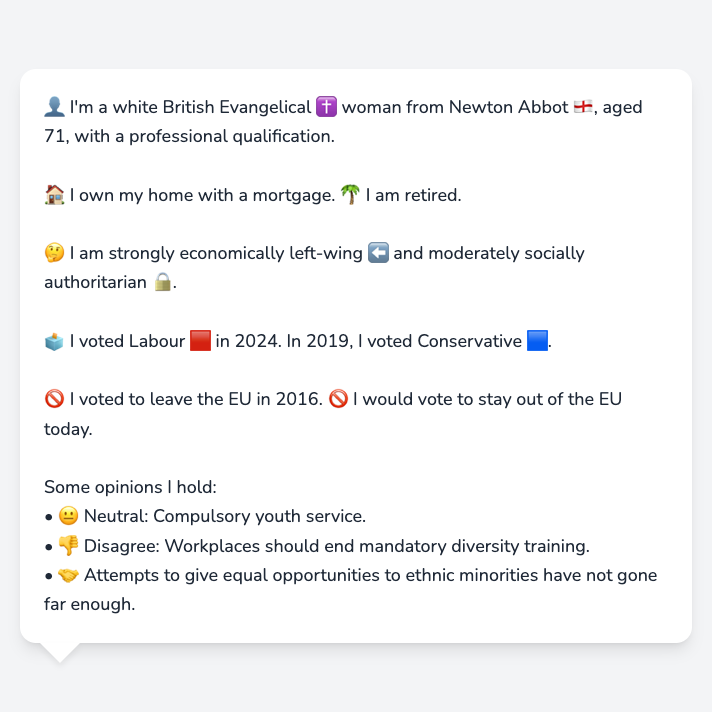 👤 I'm a white British Evangelical ✝️ woman from Newton Abbot 🏴󠁧󠁢󠁥󠁮󠁧󠁿, aged
71, with a professional qualification.
🏠 I own my home with a mortgage. 🌴 I am retired.
🤔 I am strongly economically left-wing ⬅️ and moderately socially
authoritarian 🔒.
🗳️ I voted Labour 🟥 in 2024. In 2019, I voted Conservative 🟦.
🚫 I voted to leave the EU in 2016. 🚫 I would vote to stay out of the EU
today.
Some opinions I hold:
• 😐 Neutral: Compulsory youth service.
• 👎 Disagree: Workplaces should end mandatory diversity training.
• 🤝 Attempts to give equal opportunities to ethnic minorities have not gone
far enough.